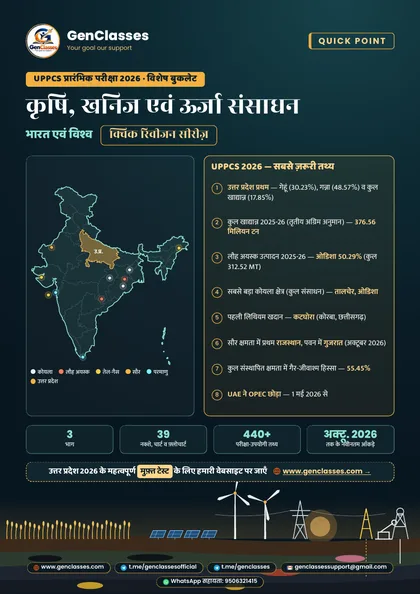 GenClasses
Your goal our support
QUICK POINT
UPPCS प्रारंभिक परीक्षा 2026 · विशेष बुकलेट
कृषि, खनिज एवं ऊर्जा संसाधन
भारत एवं विश्व
क्विक रिवीजन सीरीज़
उ.प्र.
कोयला
लौह अयस्क
तेल-गैस
सौर
परमाणु
उत्तर प्रदेश
UPPCS 2026 — सबसे ज़रूरी तथ्य
1 उत्तर प्रदेश प्रथम — गेहूं (30.23%), गन्ना (48.57%) व कुल
खाद्यान्न (17.85%)
2 कुल खाद्यान्न 2025-26 (तृतीय अग्रिम अनुमान) — 376.56
मिलियन टन
3 लौह अयस्क उत्पादन 2025-26 — ओडिशा 50.29% (कुल
312.52 MT)
4 सबसे बड़ा कोयला क्षेत्र (कुल संसाधन) — तालचेर, ओडिशा
5 पहली लिथियम खदान — कटघोरा (कोरबा, छत्तीसगढ़)
6 सौर क्षमता में प्रथम राजस्थान, पवन में गुजरात (अक्टूबर 2026)
7 कुल संस्थापित क्षमता में गैर-जीवाश्म हिस्सा — 55.45%
8 UAE ने OPEC छोड़ा — 1 मई 2026 से
3
भाग
39
नक्शे, चार्ट व फ़्लोचार्ट
440+
परीक्षा-उपयोगी तथ्य
अक्टू. 2026
तक के नवीनतम आँकड़े
उत्तर प्रदेश 2026 के महत्वपूर्ण मुफ़्त टेस्ट के लिए हमारी वेबसाइट पर जाएँ www.genclasses.com →
www.genclasses.com
t.me/genclassesofficial
t.me/genclasses
genclassessupport@gmail.com
WhatsApp सहायता: 9506321415